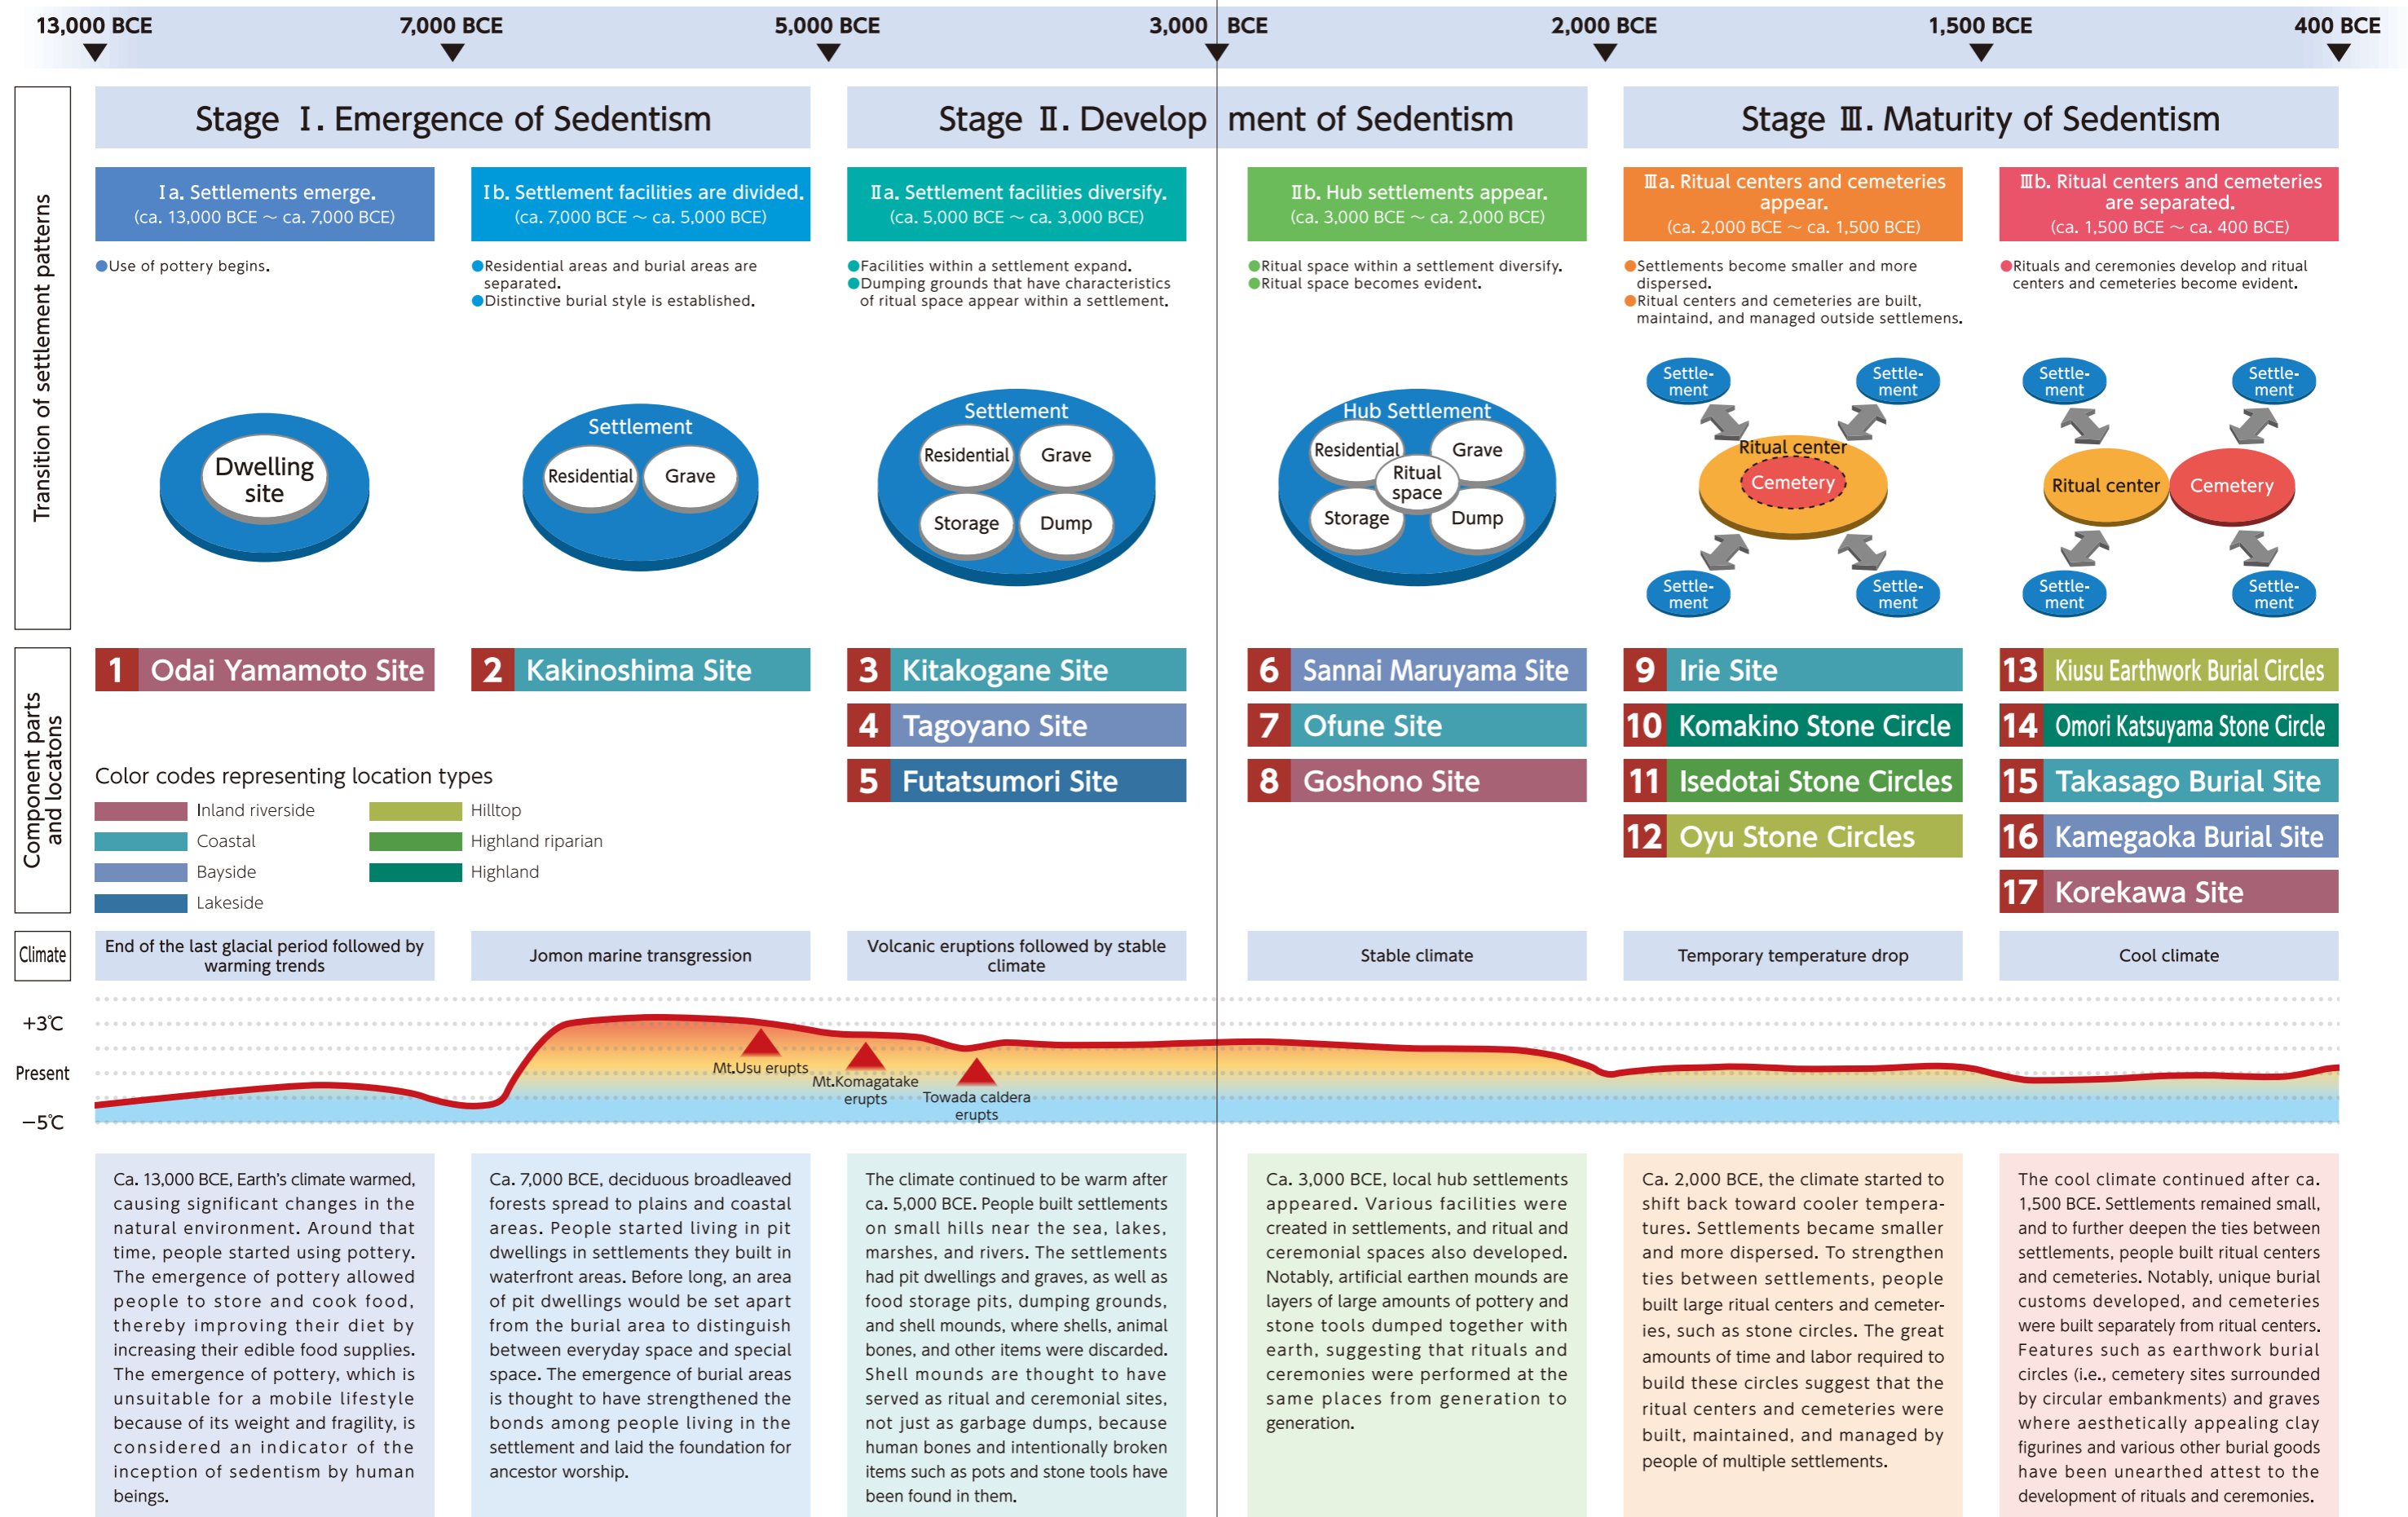 13,000 BCE
7,000 BCE
5,000 BCE
3,000 BCE
2,000 BCE
1,500 BCE
400 BCE
Transition of settlement patterns
Stage Ⅰ. Emergence of Sedentism
Stage Ⅱ. Development of Sedentism
Stage Ⅲ. Maturity of Sedentism
Ⅰa. Settlements emerge.
(ca. 13,000 BCE ～ ca. 7,000 BCE)
●Use of pottery begins.
Ⅰb. Settlement facilities are divided.
(ca. 7,000 BCE ～ ca. 5,000 BCE)
●Residential areas and burial areas are
separated.
●Distinctive burial style is established.
Ⅱa. Settlement facilities diversify.
(ca. 5,000 BCE ～ ca. 3,000 BCE)
●Facilities within a settlement expand.
●Dumping grounds that have characteristics
of ritual space appear within a settlement.
Ⅱb. Hub settlements appear.
(ca. 3,000 BCE ～ ca. 2,000 BCE)
●Ritual space within a settlement diversify.
●Ritual space becomes evident.
Ⅲa. Ritual centers and cemeteries
appear.
(ca. 2,000 BCE ～ ca. 1,500 BCE)
●Settlements become smaller and more
dispersed.
●Ritual centers and cemeteries are built,
maintaind, and managed outside settlemens.
Ⅲb. Ritual centers and cemeteries
are separated.
(ca. 1,500 BCE ～ ca. 400 BCE)
●Rituals and ceremonies develop and ritual
centers and cemeteries become evident.
Dwelling
site
Settlement
Residential
Grave
Settlement
Residential
Grave
Storage
Dump
Hub Settlement
Residential
Grave
Ritual
space
Storage
Dump
Settle-
ment
Settle-
ment
Ritual center
Cemetery
Settle-
ment
Settle-
ment
Settle-
ment
Settle-
ment
Ritual center
Cemetery
Settle-
ment
Settle-
ment
Component parts
and locatons
1 Odai Yamamoto Site
2 Kakinoshima Site
3 Kitakogane Site
4 Tagoyano Site
5 Futatsumori Site
6 Sannai Maruyama Site
7 Ofune Site
8 Goshono Site
9 Irie Site
10 Komakino Stone Circle
11 Isedotai Stone Circles
12 Oyu Stone Circles
13 Kiusu Earthwork Burial Circles
14 Omori Katsuyama Stone Circle
15 Takasago Burial Site
16 Kamegaoka Burial Site
17 Korekawa Site
Color codes representing location types
Inland riverside
Coastal
Bayside
Lakeside
Hilltop
Highland riparian
Highland
Climate
End of the last glacial period followed by
warming trends
Jomon marine transgression
Volcanic eruptions followed by stable
climate
Stable climate
Temporary temperature drop
Cool climate
+3℃
Present
−5℃
Mt.Usu erupts
Mt.Komagatake
erupts
Towada caldera
erupts
Ca. 13,000 BCE, Earth's climate warmed,
causing significant changes in the
natural environment. Around that
time, people started using pottery.
The emergence of pottery allowed
people to store and cook food,
thereby improving their diet by
increasing their edible food supplies.
The emergence of pottery, which is
unsuitable for a mobile lifestyle
because of its weight and fragility, is
considered an indicator of the
inception of sedentism by human
beings.
Ca. 7,000 BCE, deciduous broadleaved
forests spread to plains and coastal
areas. People started living in pit
dwellings in settlements they built in
waterfront areas. Before long, an area
of pit dwellings would be set apart
from the burial area to distinguish
between everyday space and special
space. The emergence of burial areas
is thought to have strengthened the
bonds among people living in the
settlement and laid the foundation for
ancestor worship.
The climate continued to be warm after
ca. 5,000 BCE. People built settlements
on small hills near the sea, lakes,
marshes, and rivers. The settlements
had pit dwellings and graves, as well as
food storage pits, dumping grounds,
and shell mounds, where shells, animal
bones, and other items were discarded.
Shell mounds are thought to have
served as ritual and ceremonial sites,
not just as garbage dumps, because
human bones and intentionally broken
items such as pots and stone tools have
been found in them.
Ca. 3,000 BCE, local hub settlements
appeared. Various facilities were
created in settlements, and ritual and
ceremonial spaces also developed.
Notably, artificial earthen mounds are
layers of large amounts of pottery and
stone tools dumped together with
earth, suggesting that rituals and
ceremonies were performed at the
same places from generation to
generation.
Ca. 2,000 BCE, the climate started to
shift back toward cooler tempera-
tures. Settlements became smaller
and more dispersed. To strengthen
ties between settlements, people
built large ritual centers and cemeter-
ies, such as stone circles. The great
amounts of time and labor required to
build these circles suggest that the
ritual centers and cemeteries were
built, maintained, and managed by
people of multiple settlements.
The cool climate continued after ca.
1,500 BCE. Settlements remained small,
and to further deepen the ties between
settlements, people built ritual centers
and cemeteries. Notably, unique burial
customs developed, and cemeteries
were built separately from ritual centers.
Features such as earthwork burial
circles (i.e., cemetery sites surrounded
by circular embankments) and graves
where aesthetically appealing clay
figurines and various other burial goods
have been unearthed attest to the
development of rituals and ceremonies.